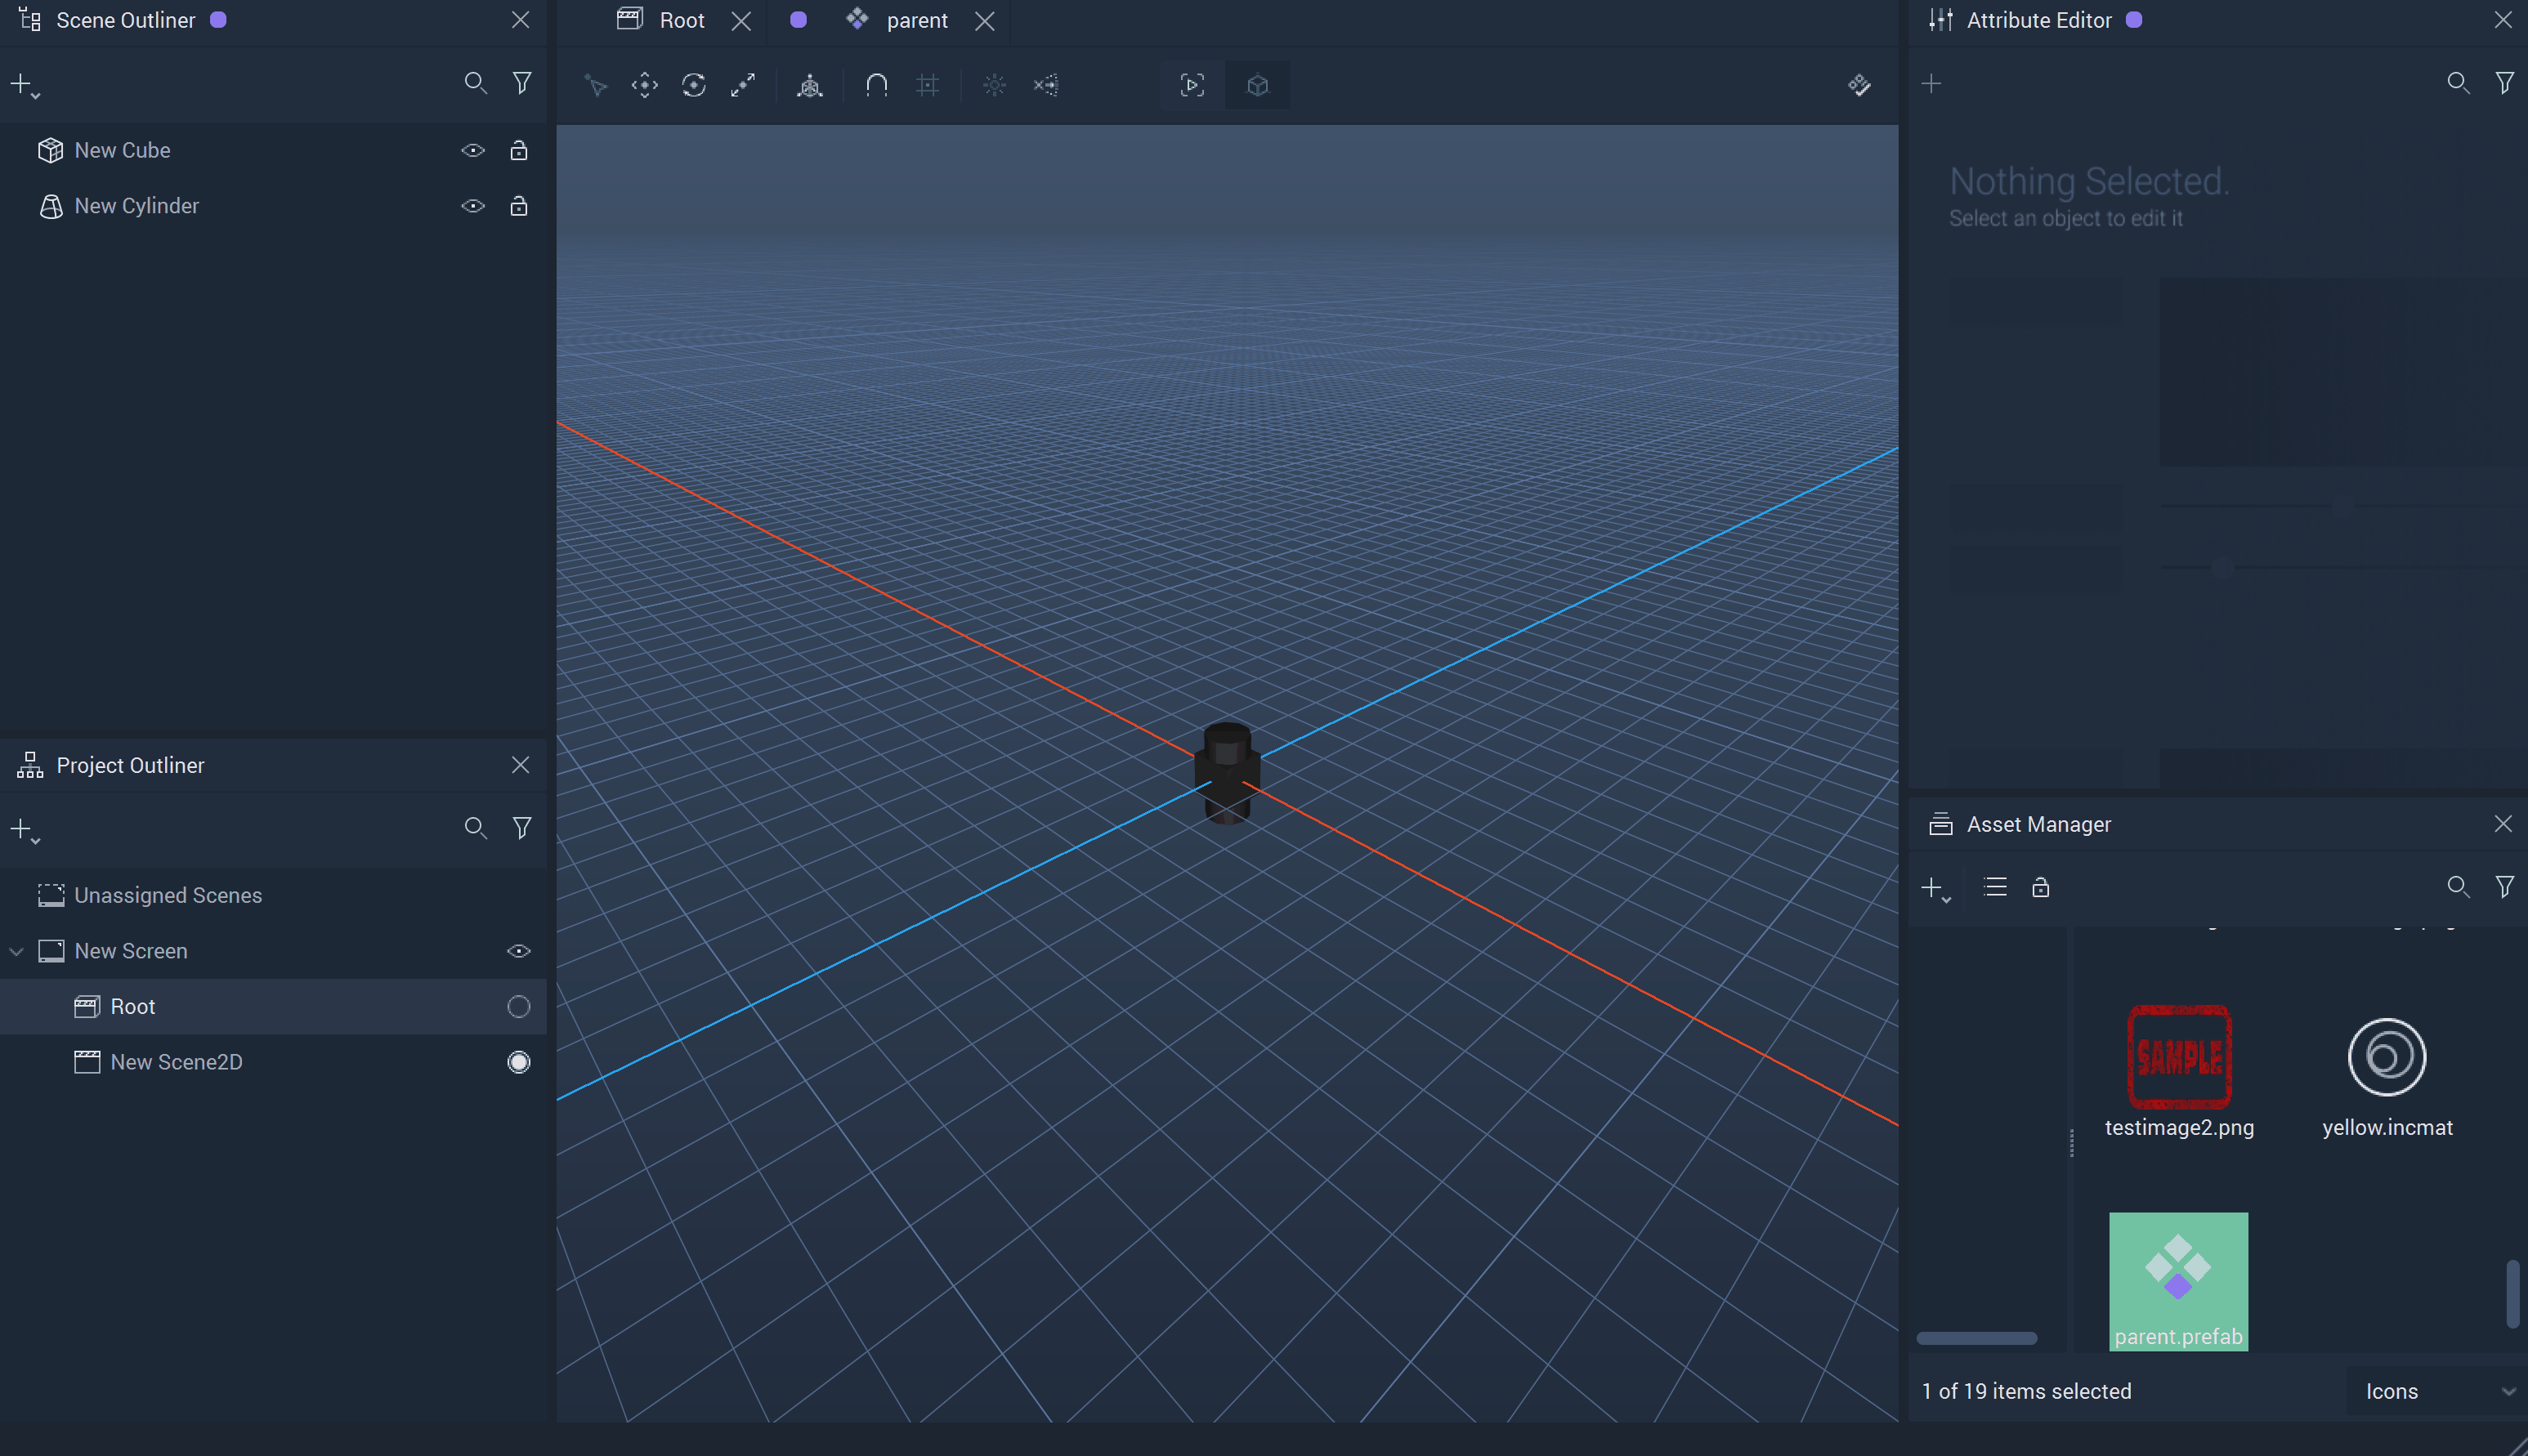 Scene Outliner
Root
parent
Attribute Editor
New Cube
New Cylinder
Nothing Selected.
Select an object to edit it
Project Outliner
Unassigned Scenes
New Screen
Root
New Scene2D
Asset Manager
SAMPLE
testimage2.png
yellow.incmat
parent.prefab
1 of 19 items selected
Icons